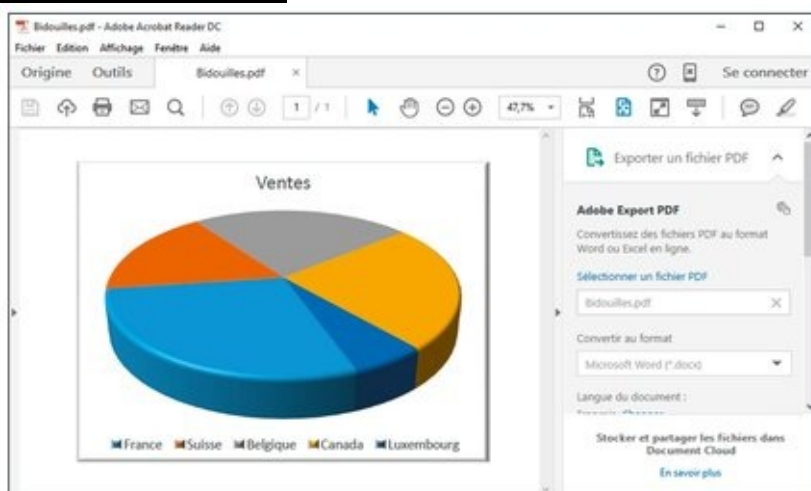 Bidouilles.pdf - Adobe Acrobat Reader DC
Fichier Edition Affichage Fenêtre Aide
Origine Outils Bidouilles.pdf × Se connecter
1 / 1 47,7%
Ventes
France Suisse Belgique Canada Luxembourg
Exporter un fichier PDF
Adobe Export PDF
Convertissez des fichiers PDF au format
Word ou Excel en ligne.
Sélectionner un fichier PDF
Bidouilles.pdf
Convertir au format
Microsoft Word (*.docx)
Langue du document :
Stocker et partager les fichiers dans
Document Cloud
En savoir plus